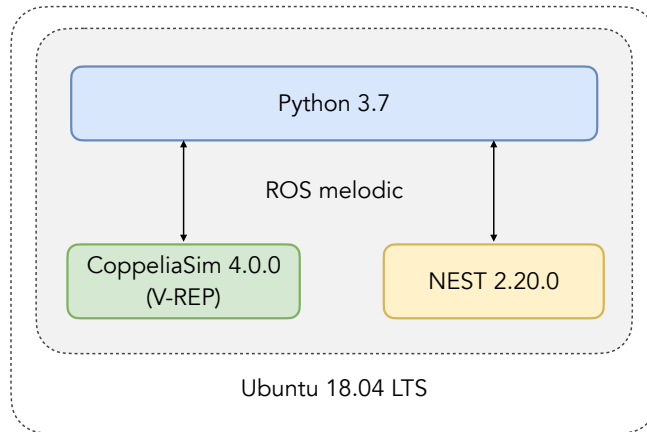 Python 3.7
ROS melodic
CoppeliaSim 4.0.0
(V-REP)
NEST 2.20.0
Ubuntu 18.04 LTS